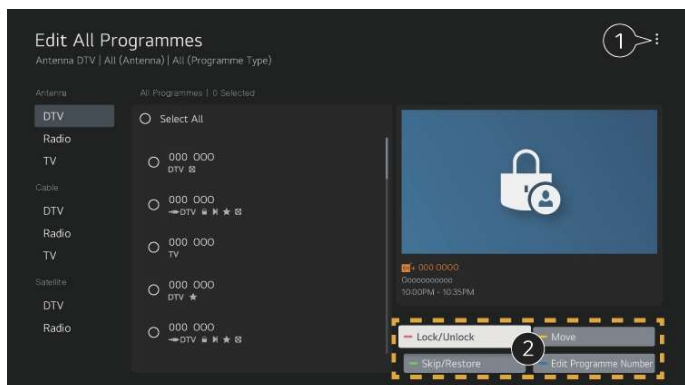 Edit All Programmes
1
Antenna DTV | All (Antenna) | All (Programme Type)
Antenna
All Programmes | 0 Selected
DTV
Radio
TV
Cable
DTV
Radio
TV
Satellite
DTV
Radio
Select All
000 000
DTV
000 000
DTV
000 000
TV
000 000
DTV
000 000
DTV
000 0000
Ooooooooooo
10:00PM - 10:35PM
Lock/Unlock
Move
2
Skip/Restore
Edit Programme Number